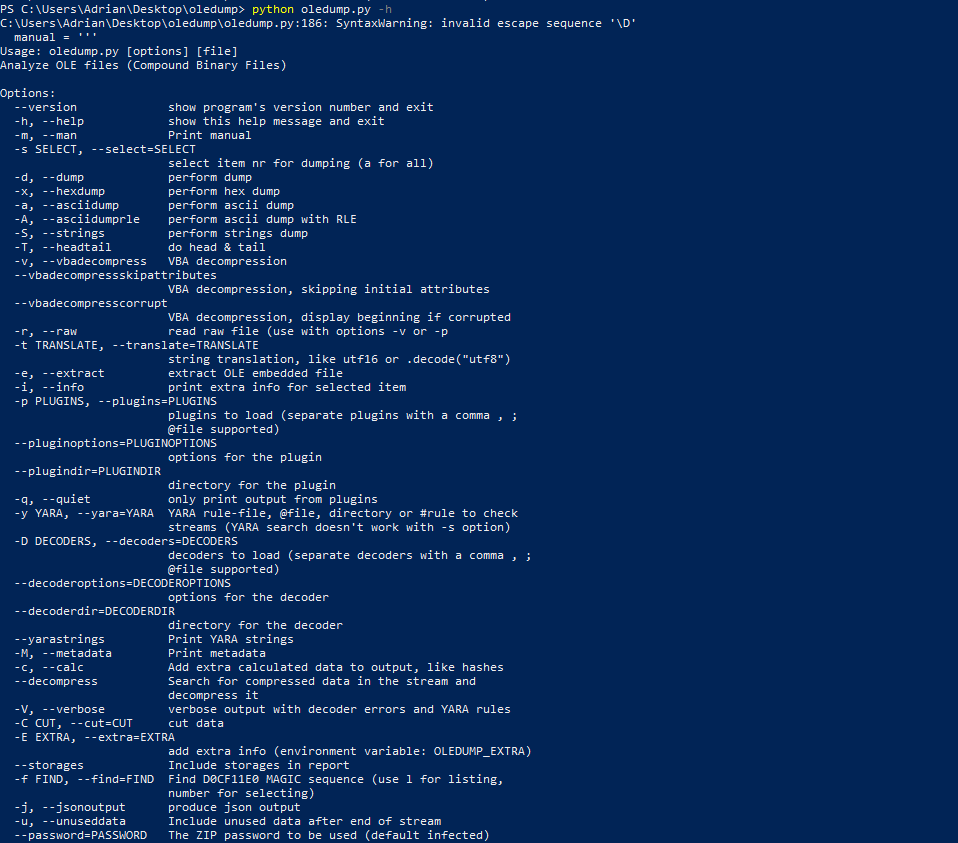 PS C:\Users\Adrian\Desktop\oledump> python oledump.py -h
C:\Users\Adrian\Desktop\oledump\oledump.py:186: SyntaxWarning: invalid escape sequence '\D'
  manual = '''
Usage: oledump.py [options] [file]
Analyze OLE files (Compound Binary Files)

Options:
  --version             show program's version number and exit
  -h, --help            show this help message and exit
  -m, --man             Print manual
  -s SELECT, --select=SELECT
                        select item nr for dumping (a for all)
  -d, --dump            perform dump
  -x, --hexdump         perform hex dump
  -a, --asciidump       perform ascii dump
  -A, --asciidumprle    perform ascii dump with RLE
  -S, --strings         perform strings dump
  -T, --headtail        do head & tail
  -v, --vbadecompress   VBA decompression
  --vbadecompressskipattributes
                        VBA decompression, skipping initial attributes
  --vbadecompresscorrupt
                        VBA decompression, display beginning if corrupted
  -r, --raw             read raw file (use with options -v or -p
  -t TRANSLATE, --translate=TRANSLATE
                        string translation, like utf16 or .decode("utf8")
  -e, --extract         extract OLE embedded file
  -i, --info            print extra info for selected item
  -p PLUGINS, --plugins=PLUGINS
                        plugins to load (separate plugins with a comma , ;
                        @file supported)
  --pluginoptions=PLUGINOPTIONS
                        options for the plugin
  --plugindir=PLUGINDIR
                        directory for the plugin
  -q, --quiet           only print output from plugins
  -y YARA, --yara=YARA  YARA rule-file, @file, directory or #rule to check
                        streams (YARA search doesn't work with -s option)
  -D DECODERS, --decoders=DECODERS
                        decoders to load (separate decoders with a comma , ;
                        @file supported)
  --decoderoptions=DECODEROPTIONS
                        options for the decoder
  --decoderdir=DECODERDIR
                        directory for the decoder
  --yarastrings         Print YARA strings
  -M, --metadata        Print metadata
  -c, --calc            Add extra calculated data to output, like hashes
  --decompress          Search for compressed data in the stream and
                        decompress it
  -V, --verbose         verbose output with decoder errors and YARA rules
  -C CUT, --cut=CUT     cut data
  -E EXTRA, --extra=EXTRA
                        add extra info (environment variable: OLEDUMP_EXTRA)
  --storages            Include storages in report
  -f FIND, --find=FIND  Find D0CF11E0 MAGIC sequence (use l for listing,
                        number for selecting)
  -j, --jsonoutput      produce json output
  -u, --unuseddata      Include unused data after end of stream
  --password=PASSWORD   The ZIP password to be used (default infected)